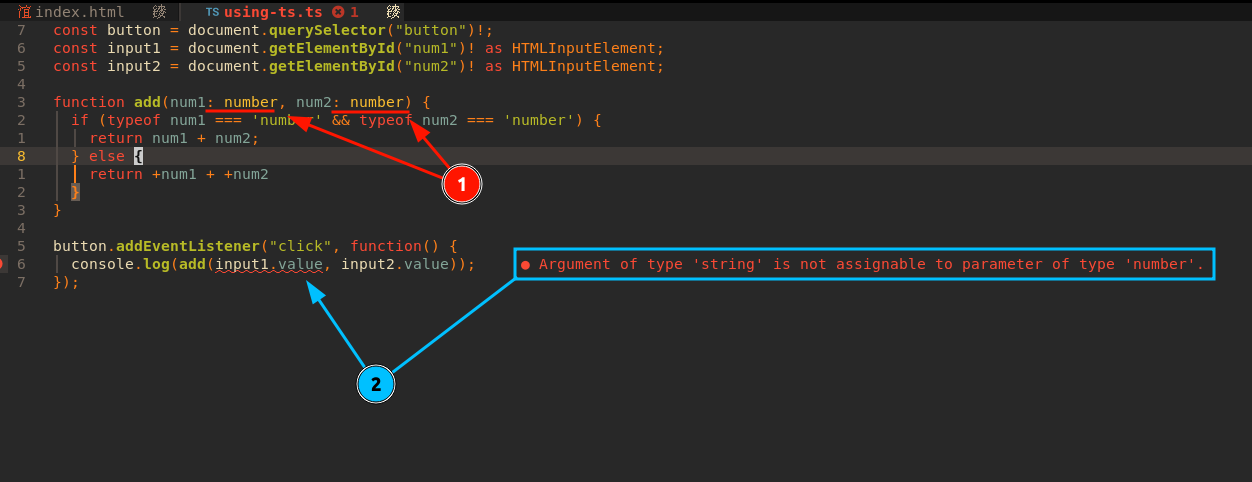 index.html TS using-ts.ts 1
7 const button = document.querySelector("button")!;
6 const input1 = document.getElementById("num1")! as HTMLInputElement;
5 const input2 = document.getElementById("num2")! as HTMLInputElement;
4
3 function add(num1: number, num2: number) {
2 if (typeof num1 === 'number' && typeof num2 === 'number') {
1 return num1 + num2;
8 } else {
1 return +num1 + +num2
2 }
3 }
4
5 button.addEventListener("click", function() {
6 console.log(add(input1.value, input2.value)); ● Argument of type 'string' is not assignable to parameter of type 'number'.
7 });
1
2